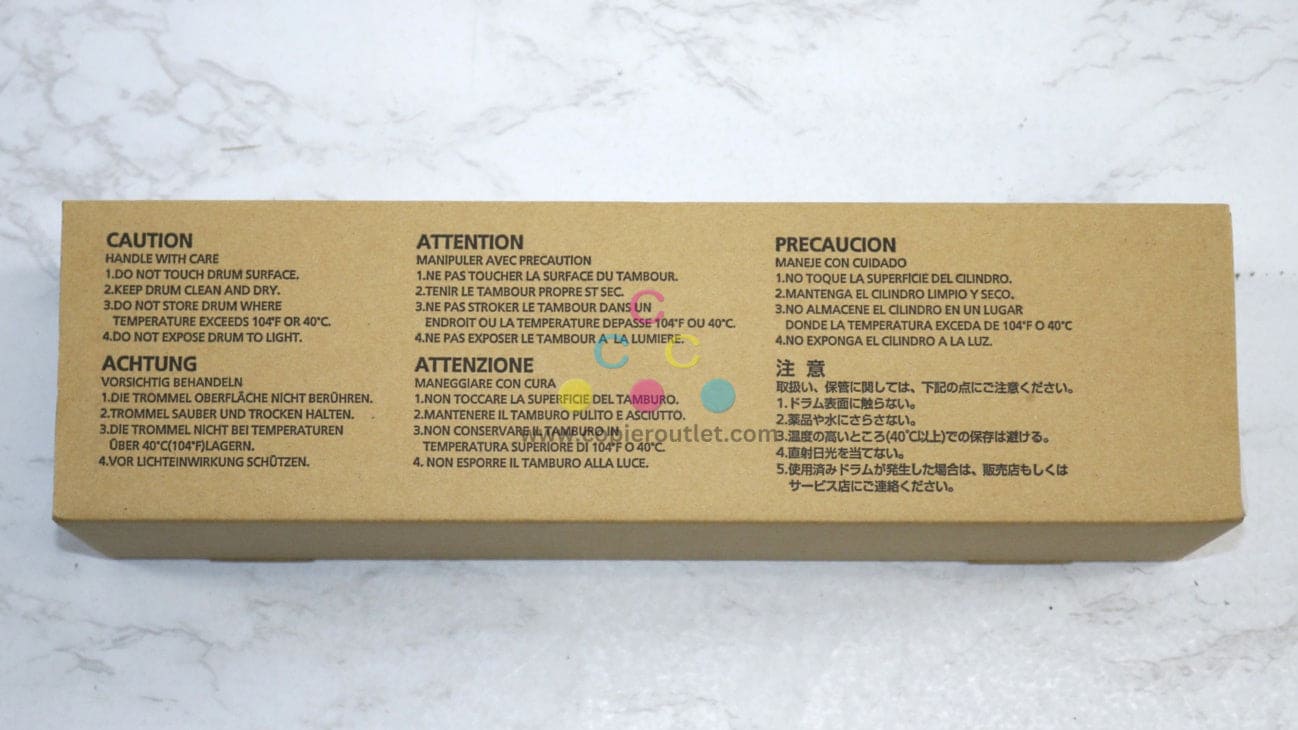 CAUTION
HANDLE WITH CARE
1.DO NOT TOUCH DRUM SURFACE.
2.KEEP DRUM CLEAN AND DRY.
3.DO NOT STORE DRUM WHERE
TEMPERATURE EXCEEDS 104°F OR 40°C.
4.DO NOT EXPOSE DRUM TO LIGHT.
ACHTUNG
VORSICHTIG BEHANDELN
1.DIE TROMMEL OBERFLÄCHE NICHT BERÜHREN.
2.TROMMEL SAUBER UND TROCKEN HALTEN.
3.DIE TROMMEL NICHT BEI TEMPERATUREN
ÜBER 40°C(104°F)LAGERN.
4.VOR LICHTEINWIRKUNG SCHÜTZEN.
ATTENTION
MANIPULER AVEC PRECAUTION
1.NE PAS TOUCHER LA SURFACE DU TAMBOUR.
2.TENIR LE TAMBOUR PROPRE ST SEC.
3.NE PAS STROKER LE TAMBOUR DANS UN
ENDROIT OU LA TEMPERATURE DEPASSE 104°F OU 40°C.
4.NE PAS EXPOSER LE TAMBOUR A LA LUMIERE.
ATTENZIONE
MANEGGIARE CON CURA
1.NON TOCCARE LA SUPERFICIE DEL TAMBURO.
2.MANTENERE IL TAMBURO PULITO E ASCIUTTO.
3.NON CONSERVARE IL TAMBURO IN
TEMPERATURA SUPERIORE DI 104°F O 40°C.
4. NON ESPORRE IL TAMBURO ALLA LUCE.
PRECAUCION
MANEJE CON CUIDADO
1.NO TOQUE LA SUPERFICIE DEL CILINDRO.
2.MANTENGA EL CILINDRO LIMPIO Y SECO.
3.NO ALMACENE EL CILINDRO EN UN LUGAR
DONDE LA TEMPERATURA EXCEDA DE 104°F O 40°C
4.NO EXPONGA EL CILINDRO A LA LUZ.
注 意
取扱い、保管に関しては、下記の点にご注意ください。
1.ドラム表面に触らない。
2.薬品や水にさらさない。
3.温度の高いところ(40℃以上)での保存は避ける。
4.直射日光を当てない。
5.使用済みドラムが発生した場合は、販売店もしくは
サービス店にご連絡ください。
C
C C
www.copieroutlet.com